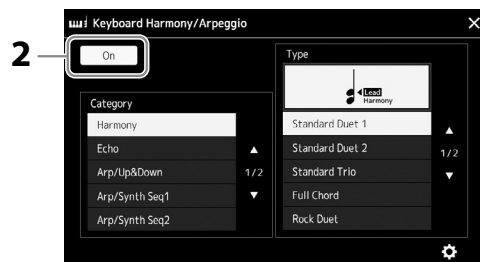 Keyboard Harmony/Arpeggio
2
On
Category
Harmony
Echo
Arp/Up&Down
Arp/Synth Seq1
Arp/Synth Seq2
1/2
Type
Lead
Harmony
Standard Duet 1
Standard Duet 2
Standard Trio
Full Chord
Rock Duet
1/2